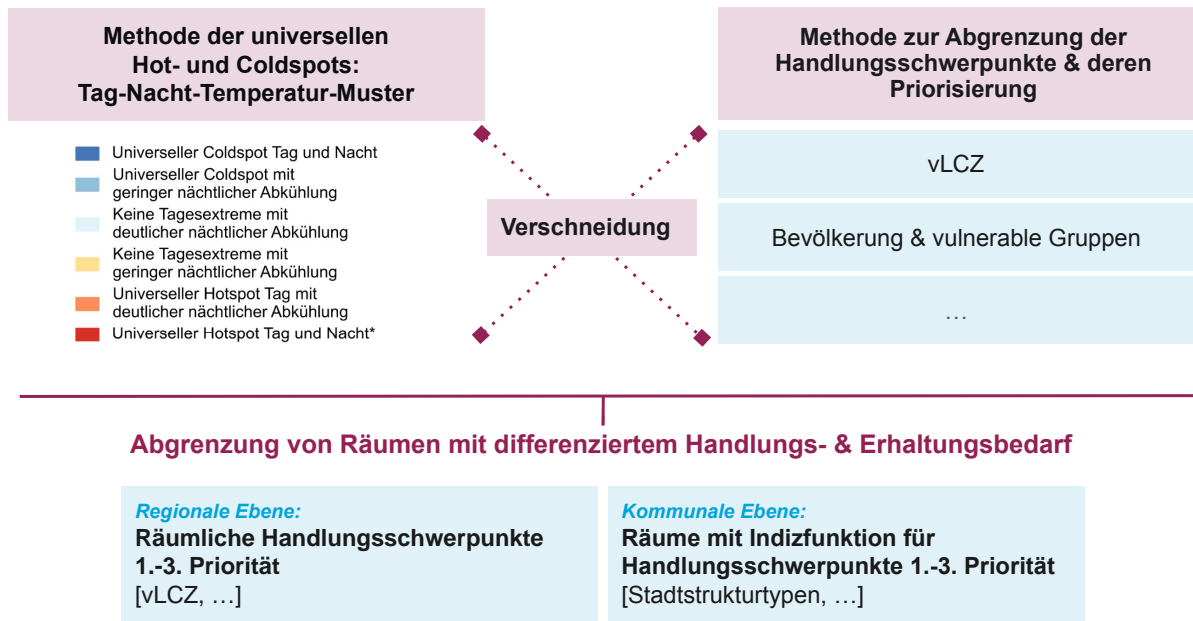 Methode der universellen
Hot- und Coldspots:
Tag-Nacht-Temperatur-Muster
Universeller Coldspot Tag und Nacht
Universeller Coldspot mit
geringer nächtlicher Abkühlung
Keine Tagesextreme mit
deutlicher nächtlicher Abkühlung
Keine Tagesextreme mit
geringer nächtlicher Abkühlung
Universeller Hotspot Tag mit
deutlicher nächtlicher Abkühlung
Universeller Hotspot Tag und Nacht*
Verschneidung
Methode zur Abgrenzung der
Handlungsschwerpunkte & deren
Priorisierung
vLCZ
Bevölkerung & vulnerable Gruppen
…
Abgrenzung von Räumen mit differenziertem Handlungs- & Erhaltungsbedarf
Regionale Ebene:
Räumliche Handlungsschwerpunkte
1.-3. Priorität
[vLCZ, …]
Kommunale Ebene:
Räume mit Indizfunktion für
Handlungsschwerpunkte 1.-3. Priorität
[Stadtstrukturtypen, …]